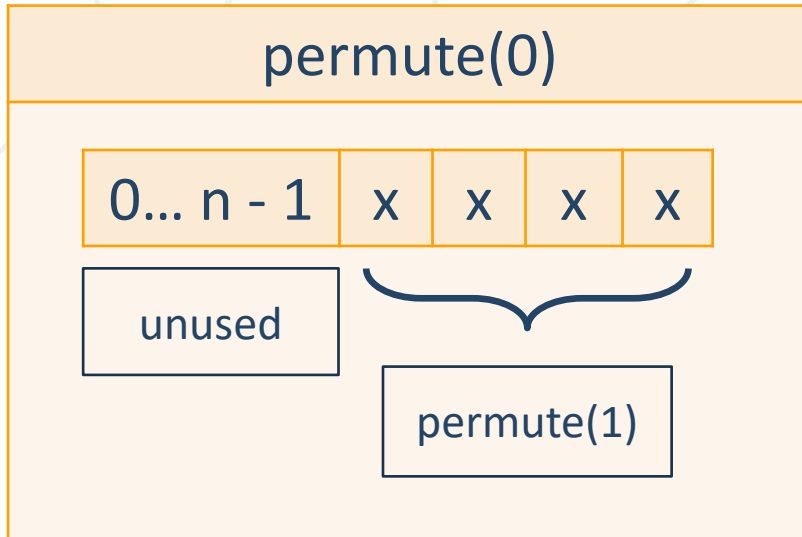 permute(0)
0... n - 1 x x x x
unused
permute(1)